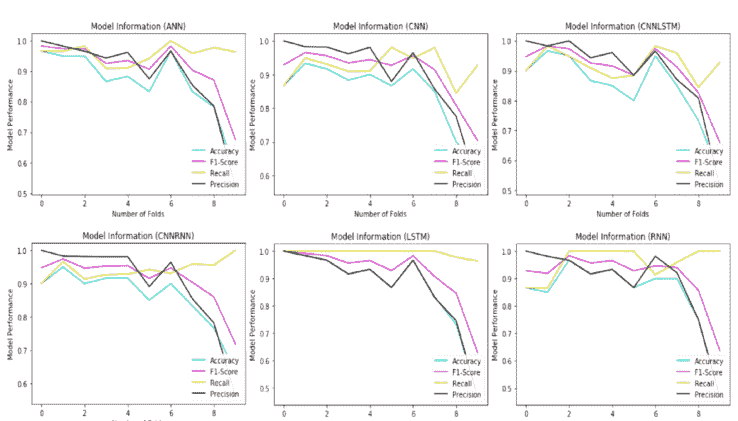 Model Information (ANN)
Model Performance
1.0
0.9
0.8
0.7
0.6
0.5
0 2 4 6 8
Number of Folds
Accuracy
F1-Score
Recall
Precision
Model Information (CNN)
Model Performance
1.0
0.9
0.8
0.7
0.6
0 2 4 6 8
Number of Folds
Accuracy
F1-Score
Recall
Precision
Model Information (CNNLSTM)
Model Performance
1.0
0.9
0.8
0.7
0.6
0.5
0 2 4 6 8
Number of Folds
Accuracy
F1-Score
Recall
Precision
Model Information (CNNRNN)
Model Performance
1.0
0.9
0.8
0.7
0.6
0 2 4 6 8
Accuracy
F1-Score
Recall
Precision
Model Information (LSTM)
Model Performance
1.0
0.9
0.8
0.7
0.6
0.5
0 2 4 6 8
Accuracy
F1-Score
Recall
Precision
Model Information (RNN)
Model Performance
1.0
0.9
0.8
0.7
0.6
0.5
0 2 4 6 8
Accuracy
F1-Score
Recall
Precision